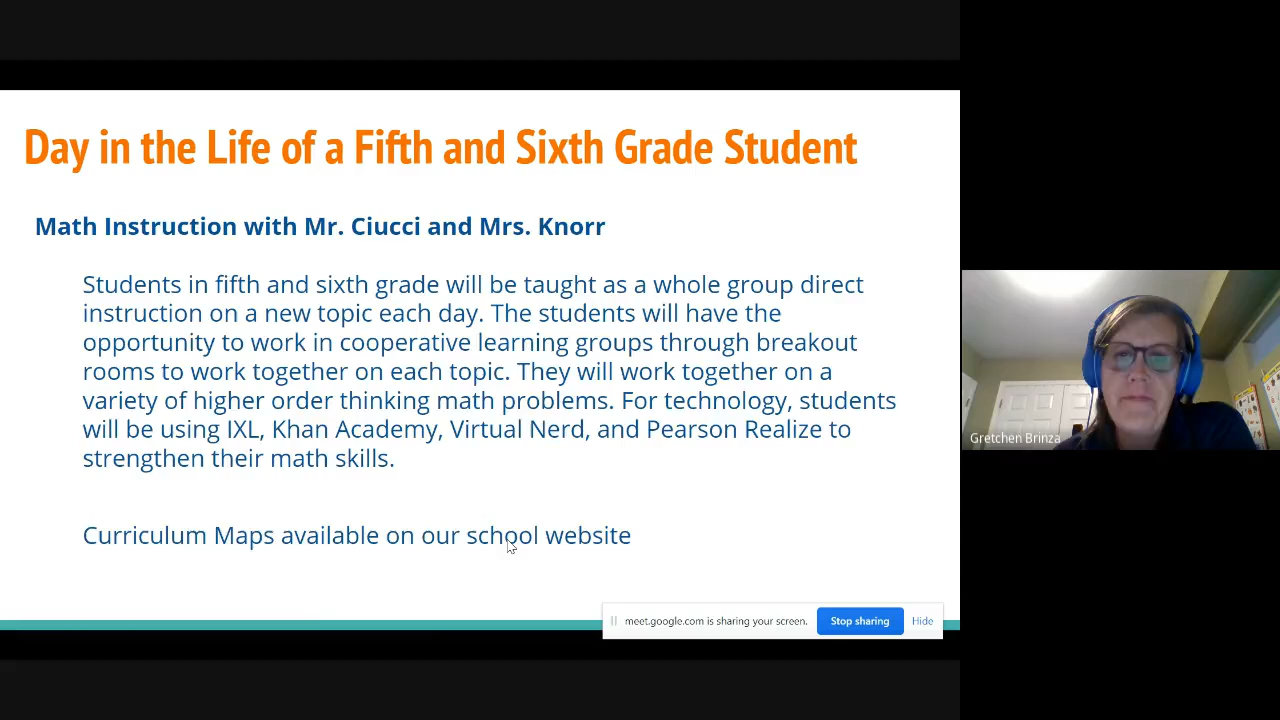 Day in the Life of a Fifth and Sixth Grade Student
Math Instruction with Mr. Ciucci and Mrs. Knorr
Students in fifth and sixth grade will be taught as a whole group direct
instruction on a new topic each day. The students will have the
opportunity to work in cooperative learning groups through breakout
rooms to work together on each topic. They will work together on a
variety of higher order thinking math problems. For technology, students
will be using IXL, Khan Academy, Virtual Nerd, and Pearson Realize to
strengthen their math skills.
Curriculum Maps available on our school website
meet.google.com is sharing your screen.
Stop sharing
Hide
Gretchen Brinza